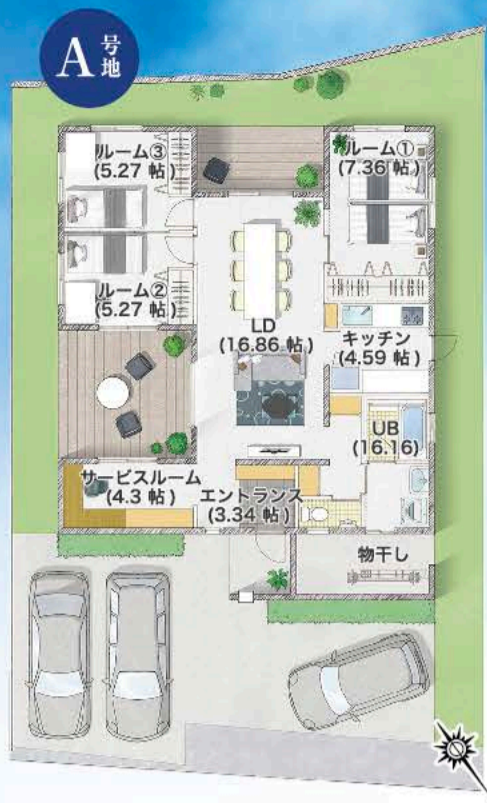 A号地
ルーム③
(5.27 帖)
ルーム①
(7.36 帖)
ルーム②
(5.27 帖)
LD
(16.86 帖)
キッチン
(4.59 帖)
UB
(16.16)
サービスルーム
(4.3 帖)
エントランス
(3.34 帖)
物干し